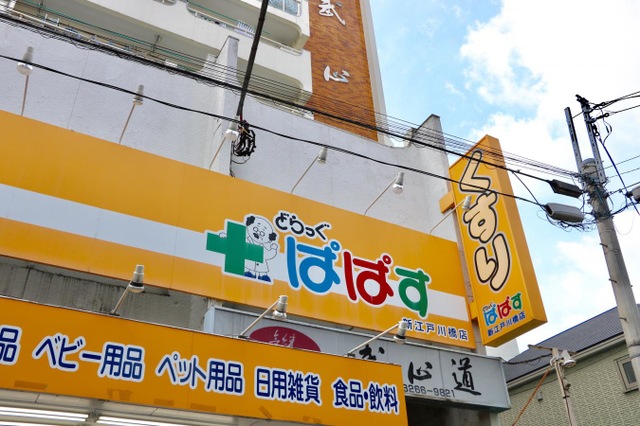 武
心
くすり
どらっぐ
ぱぱす
新江戸川橋店
ぱぱす
新江戸川橋店
心道
3266-9821
品 ベビー用品 ペット用品 日用雑貨 食品・飲料